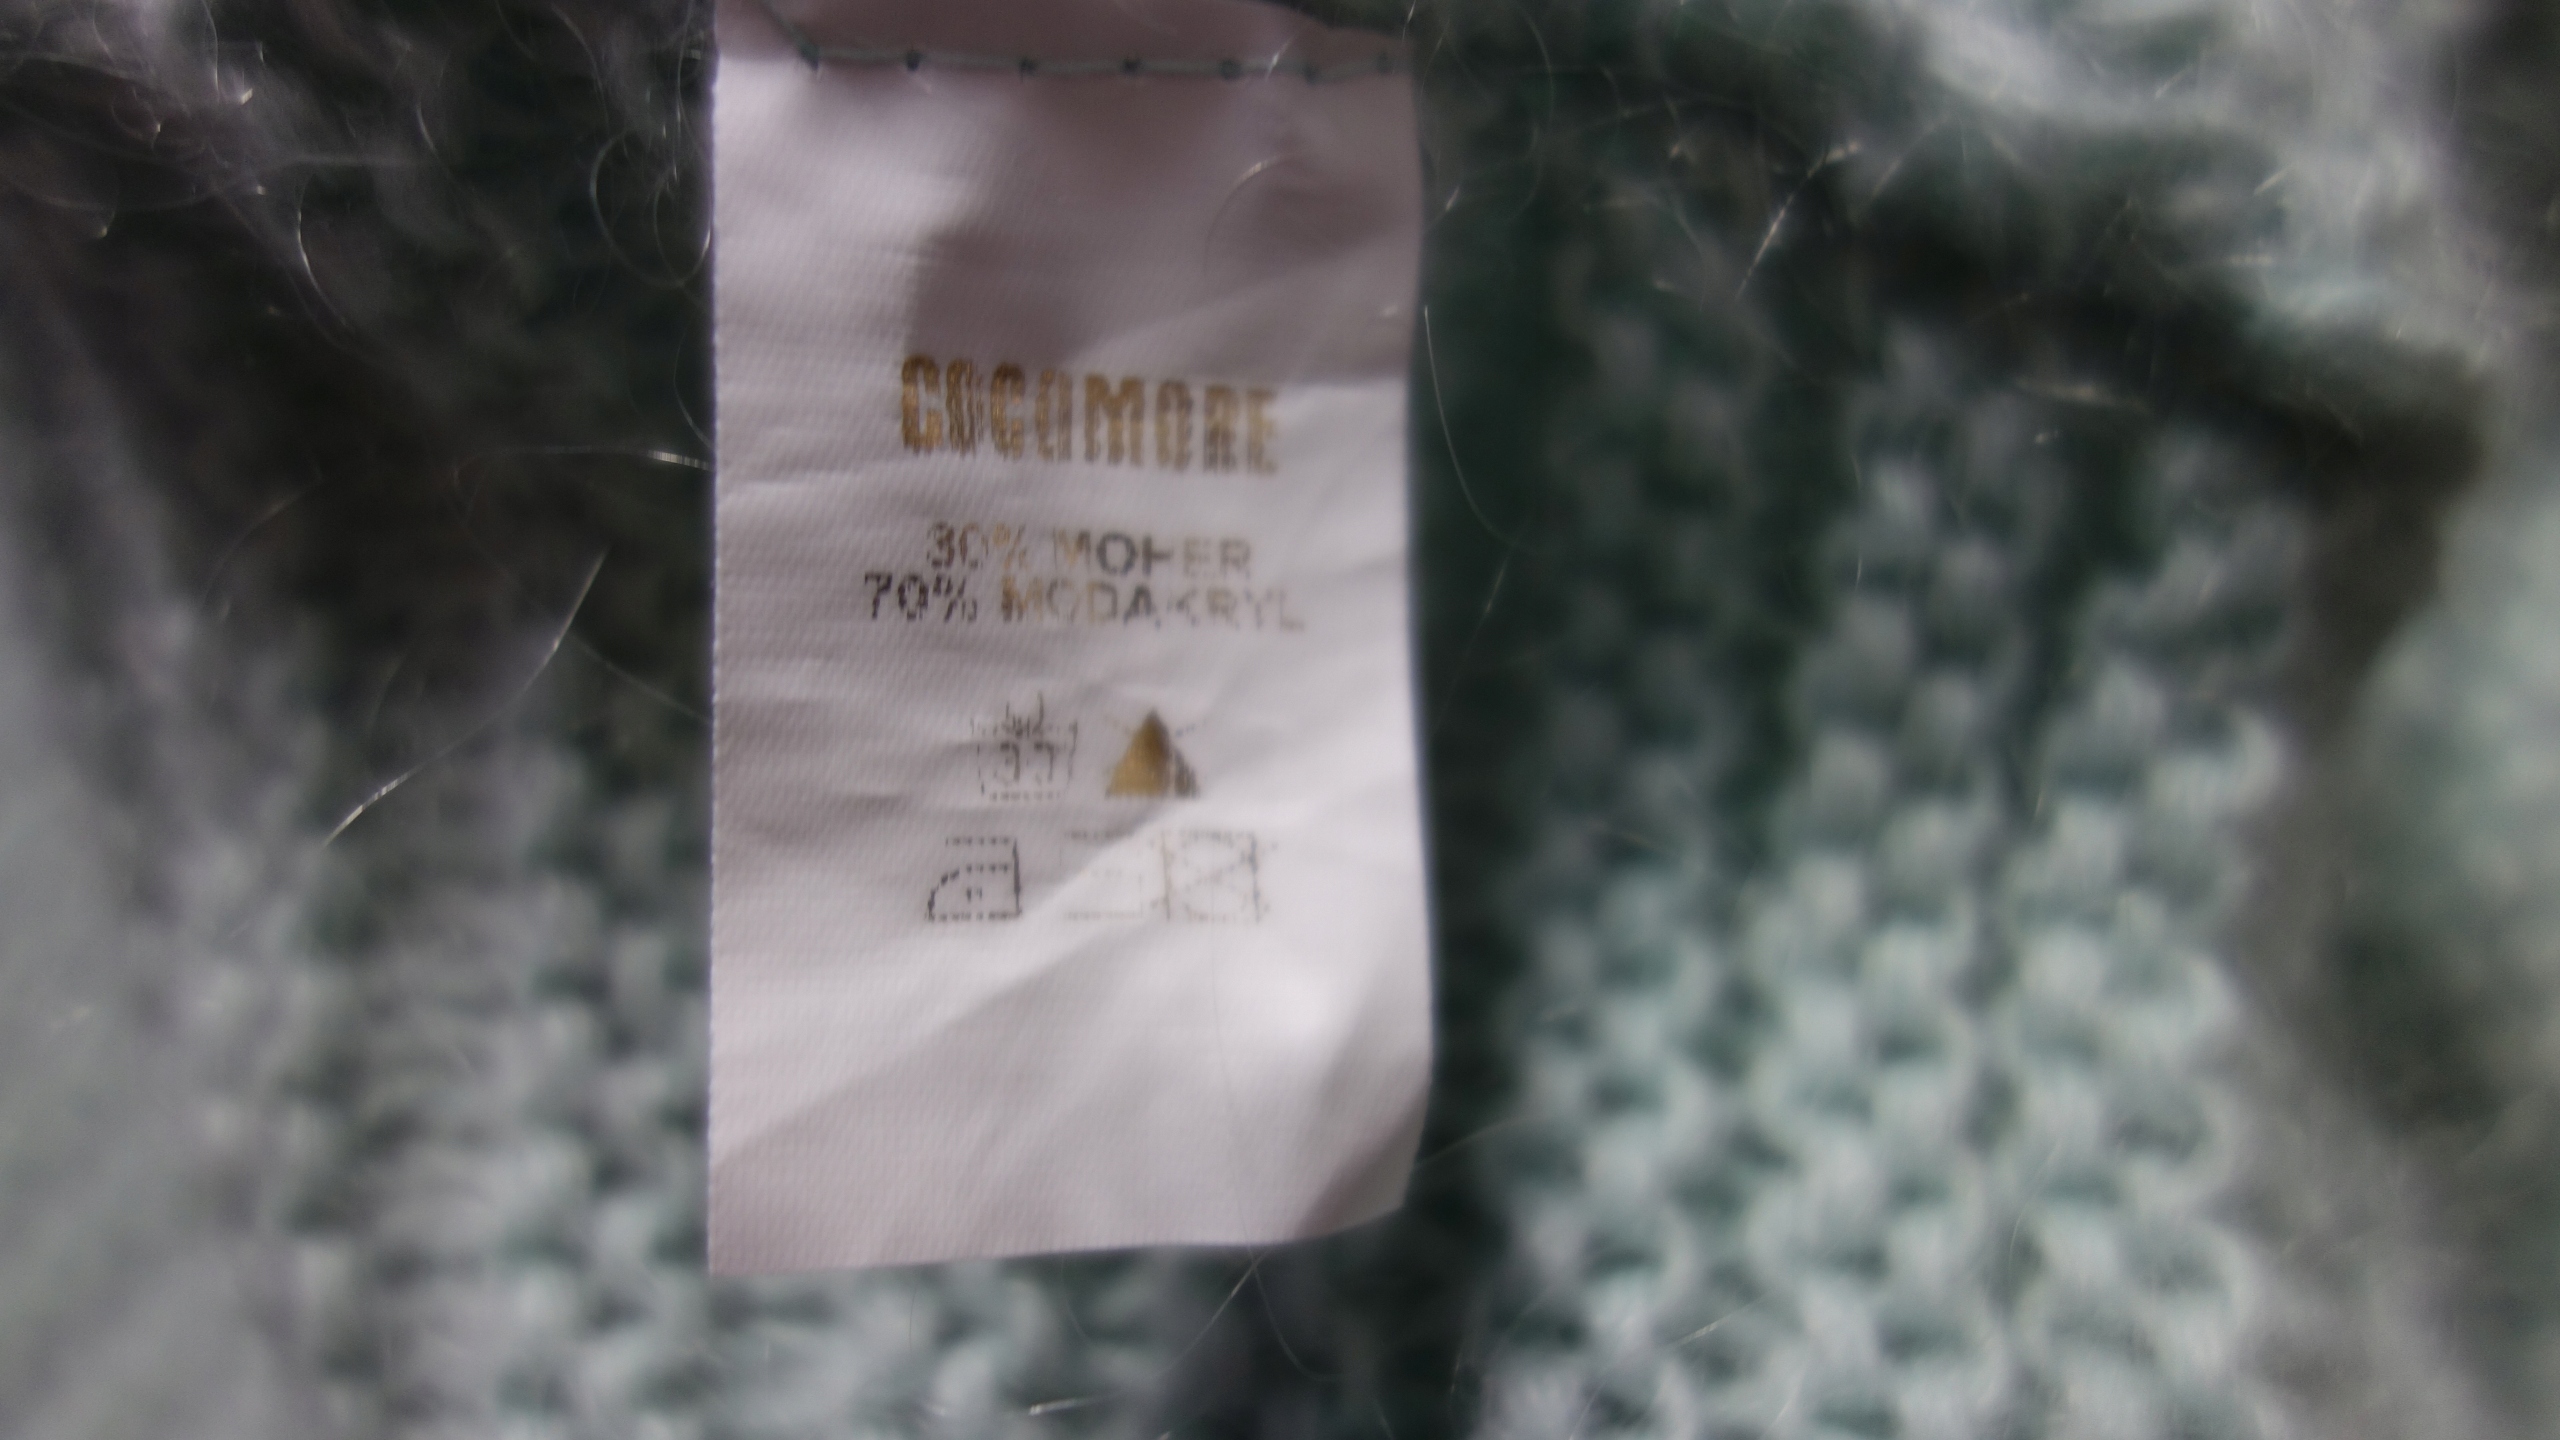 COCOMORE
30% MOHER
70% MODAKRYL